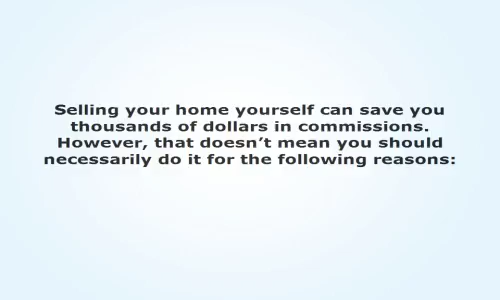 Selling your home yourself can save you
thousands of dollars in commissions.
However, that doesn’t mean you should
necessarily do it for the following reasons: